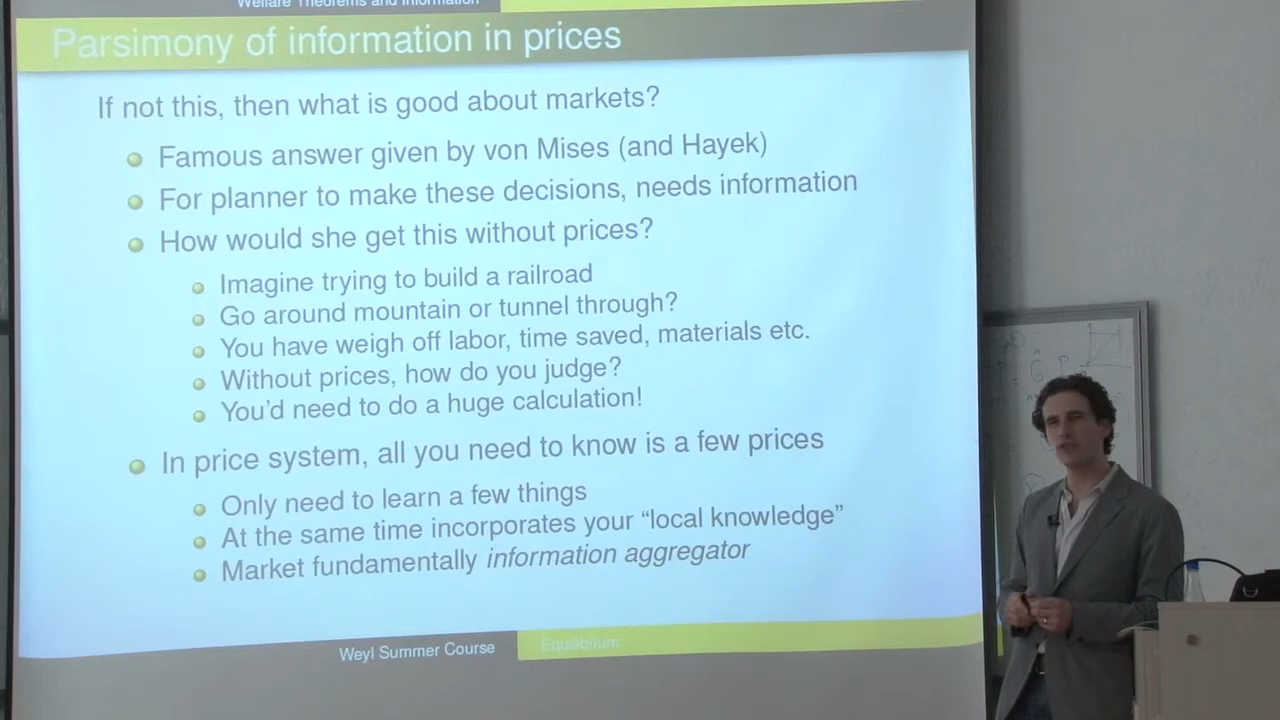 Welfare Theorems and Information
Parsimony of information in prices
If not this, then what is good about markets?
Famous answer given by von Mises (and Hayek)
For planner to make these decisions, needs information
How would she get this without prices?
Imagine trying to build a railroad
Go around mountain or tunnel through?
You have weigh off labor, time saved, materials etc.
Without prices, how do you judge?
You'd need to do a huge calculation!
In price system, all you need to know is a few prices
Only need to learn a few things
At the same time incorporates your “local knowledge”
Market fundamentally information aggregator
Weyl Summer Course
Equilibrium